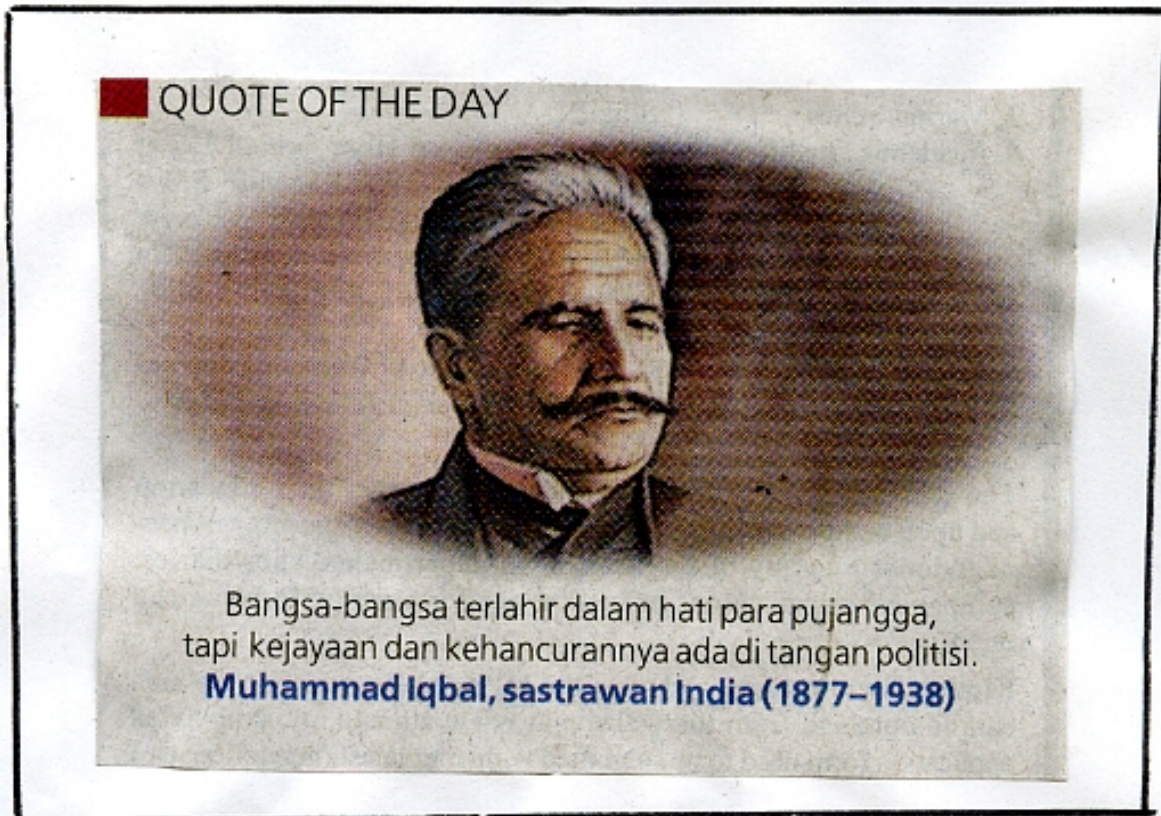 QUOTE OF THE DAY
Bangsa-bangsa terlahir dalam hati para pujangga,
tapi kejayaan dan kehancurannya ada di tangan politisi.
Muhammad Iqbal, sastrawan India (1877–1938)